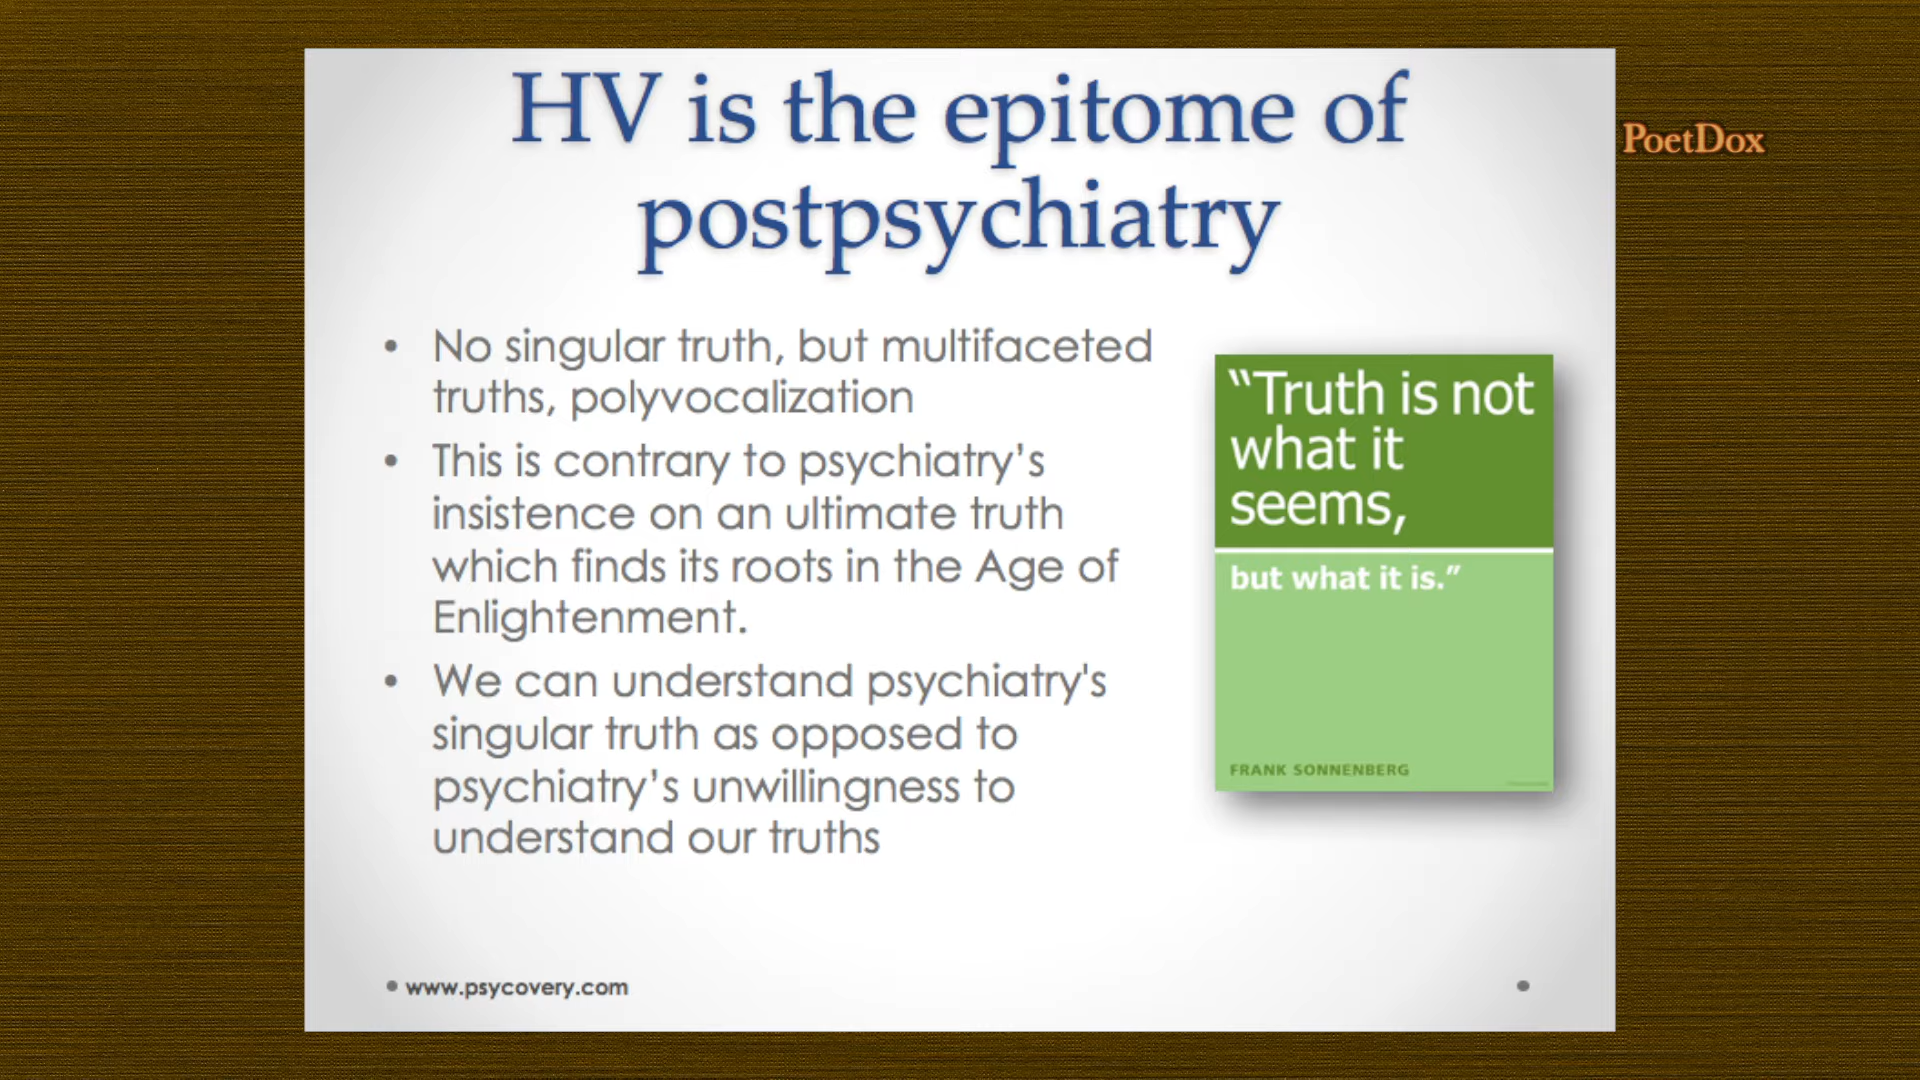 HV is the epitome of
postpsychiatry
PoetDox
• No singular truth, but multifaceted
truths, polyvocalization
• This is contrary to psychiatry’s
insistence on an ultimate truth
which finds its roots in the Age of
Enlightenment.
• We can understand psychiatry's
singular truth as opposed to
psychiatry’s unwillingness to
understand our truths
“Truth is not
what it
seems,
but what it is.”
FRANK SONNENBERG
• www.psycovery.com